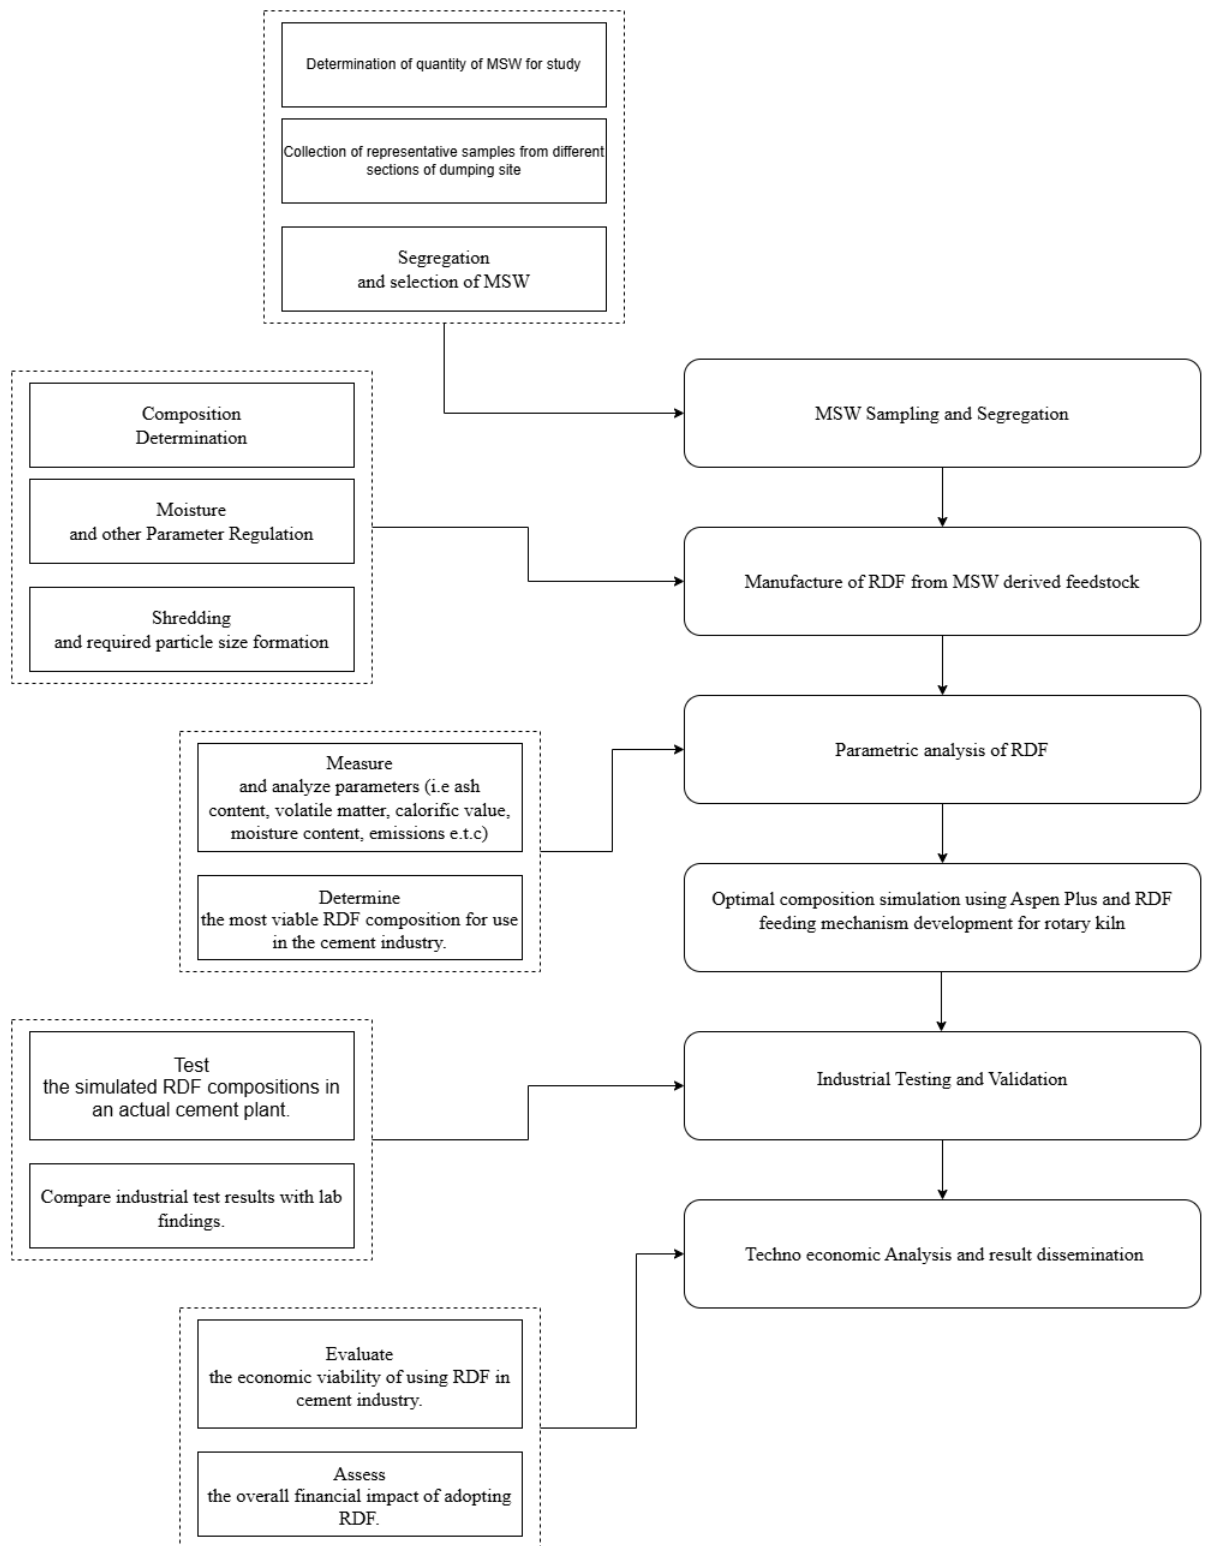 Determination of quantity of MSW for study
Collection of representative samples from different
sections of dumping site
Segregation
and selection of MSW
MSW Sampling and Segregation
Composition
Determination
Moisture
and other Parameter Regulation
Shredding
and required particle size formation
Manufacture of RDF from MSW derived feedstock
Parametric analysis of RDF
Measure
and analyze parameters (i.e ash
content, volatile matter, calorific value,
moisture content, emissions e.t.c)
Determine
the most viable RDF composition for use
in the cement industry.
Optimal composition simulation using Aspen Plus and RDF
feeding mechanism development for rotary kiln
Test
the simulated RDF compositions in
an actual cement plant.
Compare industrial test results with lab
findings.
Industrial Testing and Validation
Techno economic Analysis and result dissemination
Evaluate
the economic viability of using RDF in
cement industry.
Assess
the overall financial impact of adopting
RDF.